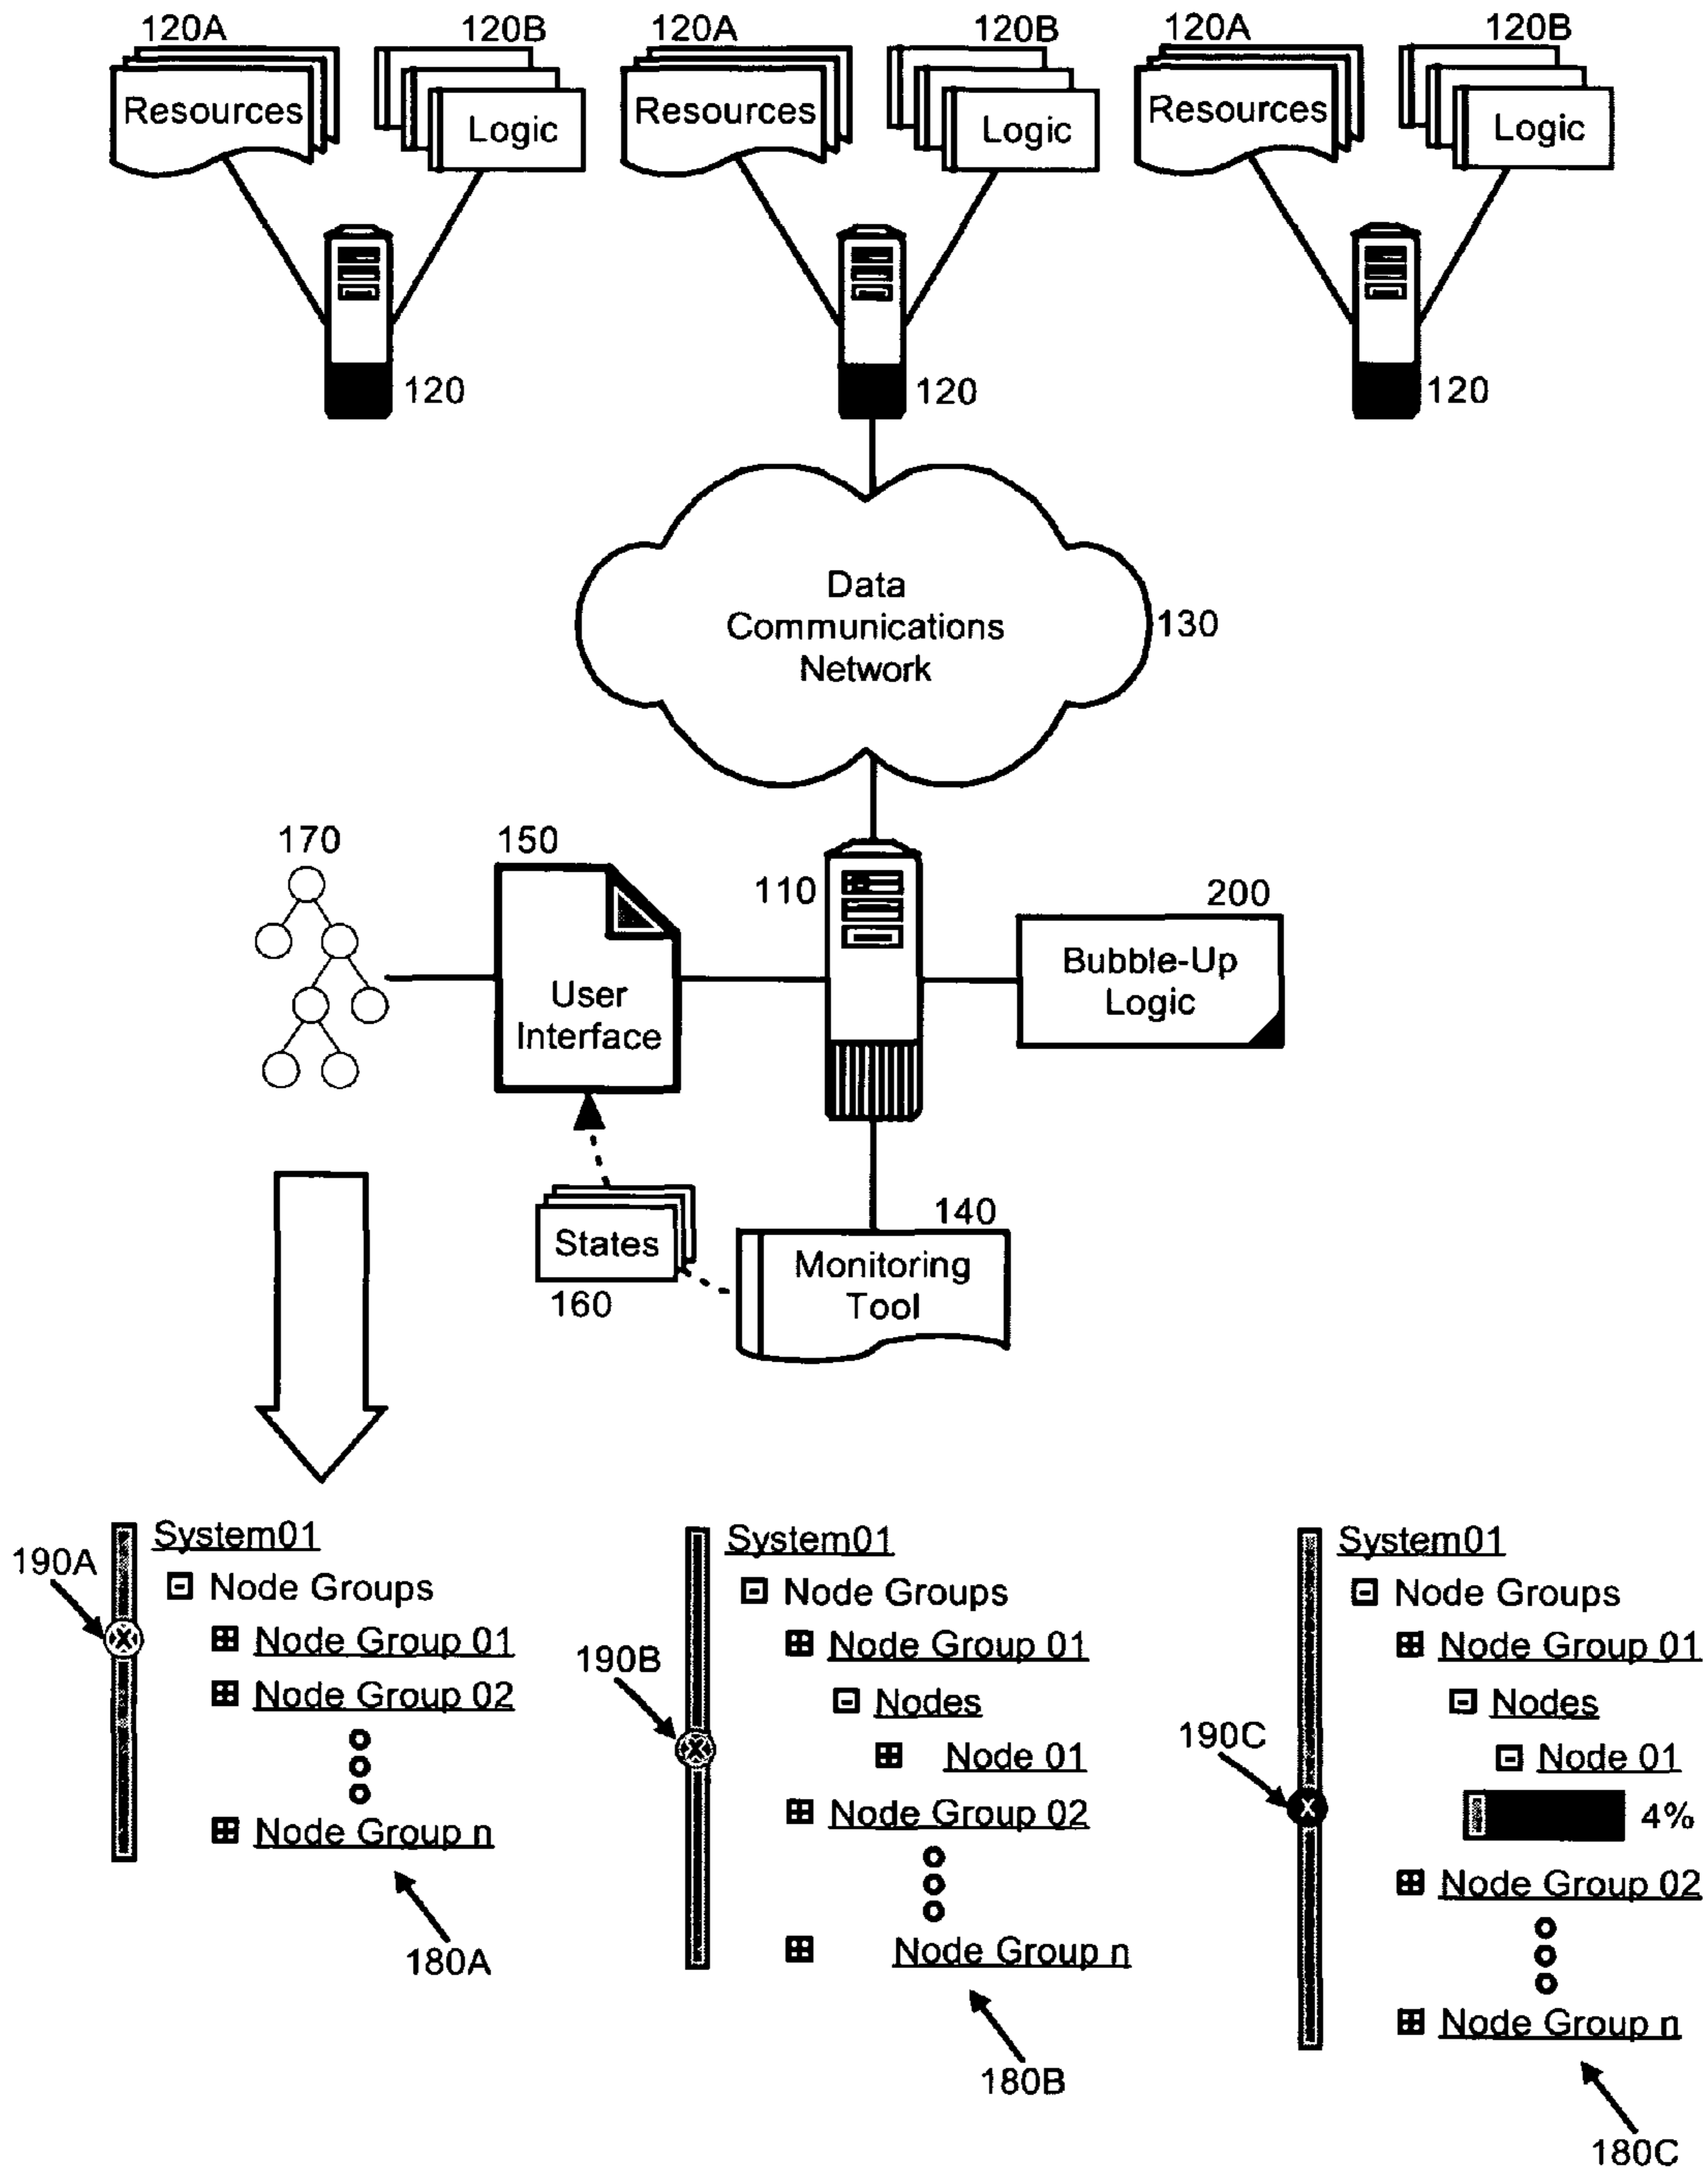 120A
120B
120A
120B
120A
120B
Resources
Logic
Resources
Logic
Resources
Logic
120
120
120
Data
Communications
Network
130
170
150
110
200
User
Interface
Bubble-Up
Logic
States
160
140
Monitoring
Tool
190A
System01
Node Groups
Node Group 01
Node Group 02
Node Group n
180A
190B
System01
Node Groups
Node Group 01
Nodes
Node 01
Node Group 02
Node Group n
180B
190C
System01
Node Groups
Node Group 01
Nodes
Node 01
4%
Node Group 02
Node Group n
180C